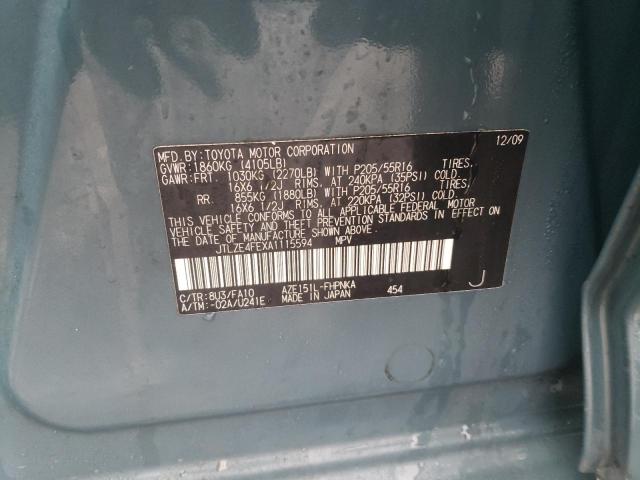 MFD. BY: TOYOTA MOTOR CORPORATION 12/09
GVWR: 1860KG (4105LB)
GAWR: FRT 1030KG (2270LB) WITH P205/55R16 TIRES,
16X6 1/2J RIMS, AT 240KPA (35PSI) COLD.
RR 855KG (1880LB) WITH P205/55R16 TIRES,
16X6 1/2J RIMS, AT 220KPA (32PSI) COLD.
THIS VEHICLE CONFORMS TO ALL APPLICABLE FEDERAL MOTOR
VEHICLE SAFETY AND THEFT PREVENTION STANDARDS IN EFFECT
ON THE DATE OF MANUFACTURE SHOWN ABOVE.
JTLZE4FEXA1115594 MPV
C/TR: 8U3/FA10 AZE151L-FHPNKA
A/TM: -02A/U241E MADE IN JAPAN 454 J